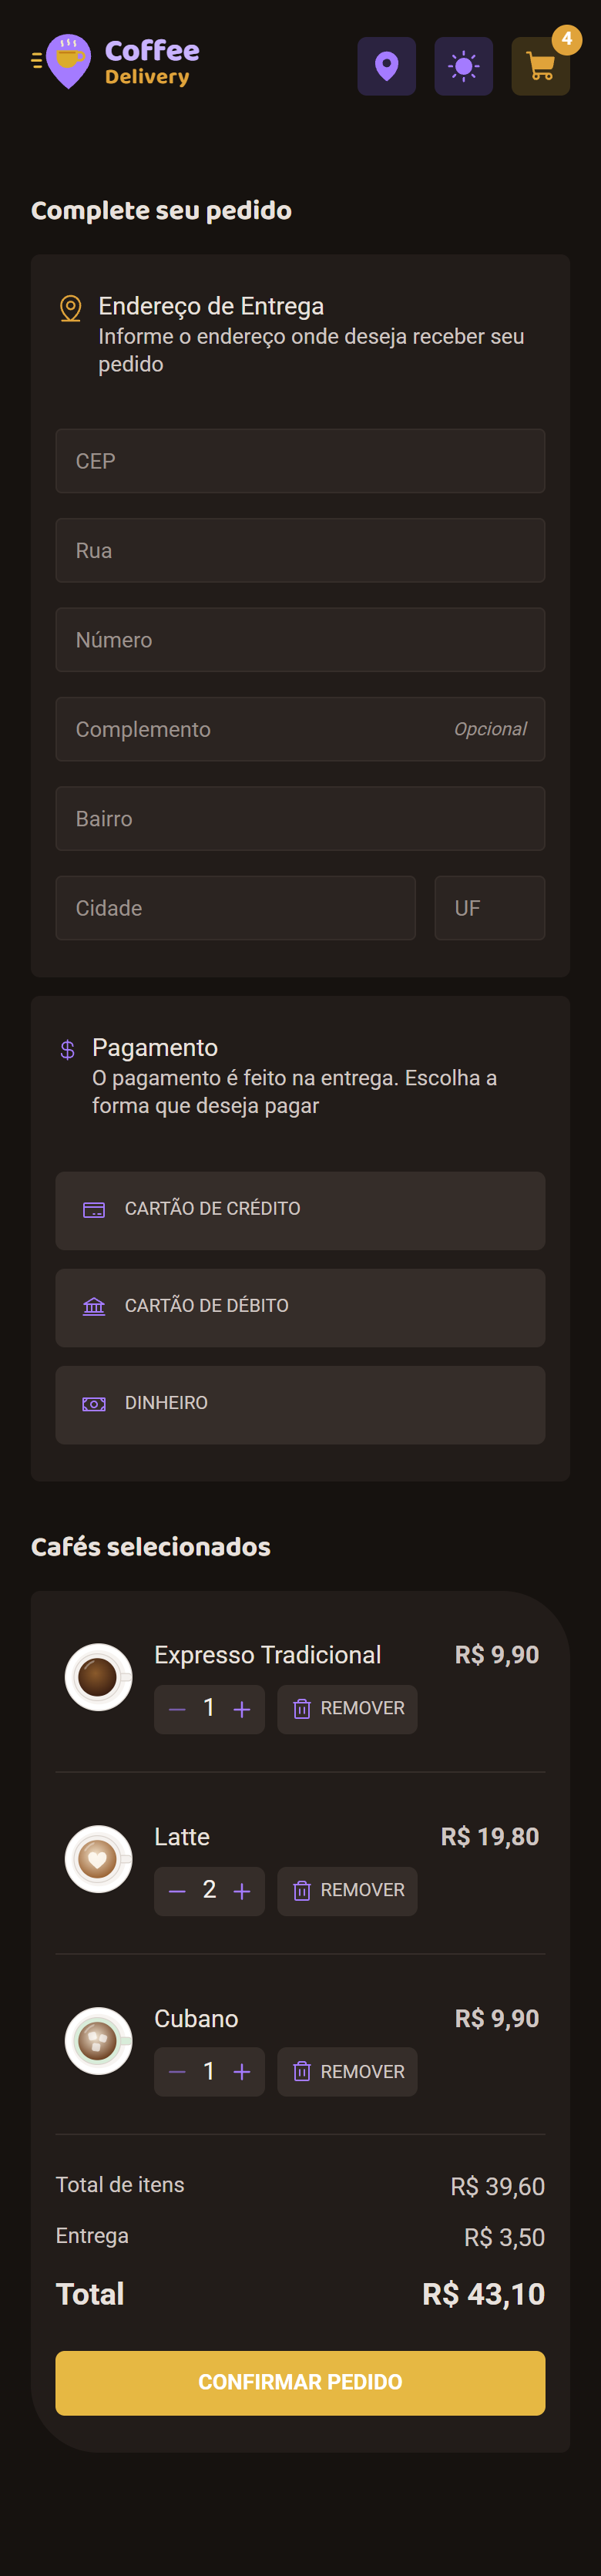 Coffee
Delivery
4
Complete seu pedido
Endereço de Entrega
Informe o endereço onde deseja receber seu
pedido
CEP
Rua
Número
Complemento Opcional
Bairro
Cidade UF
$ Pagamento
O pagamento é feito na entrega. Escolha a
forma que deseja pagar
CARTÃO DE CRÉDITO
CARTÃO DE DÉBITO
DINHEIRO
Cafés selecionados
Expresso Tradicional R$ 9,90
1 REMOVER
Latte R$ 19,80
2 REMOVER
Cubano R$ 9,90
1 REMOVER
Total de itens R$ 39,60
Entrega R$ 3,50
Total R$ 43,10
CONFIRMAR PEDIDO